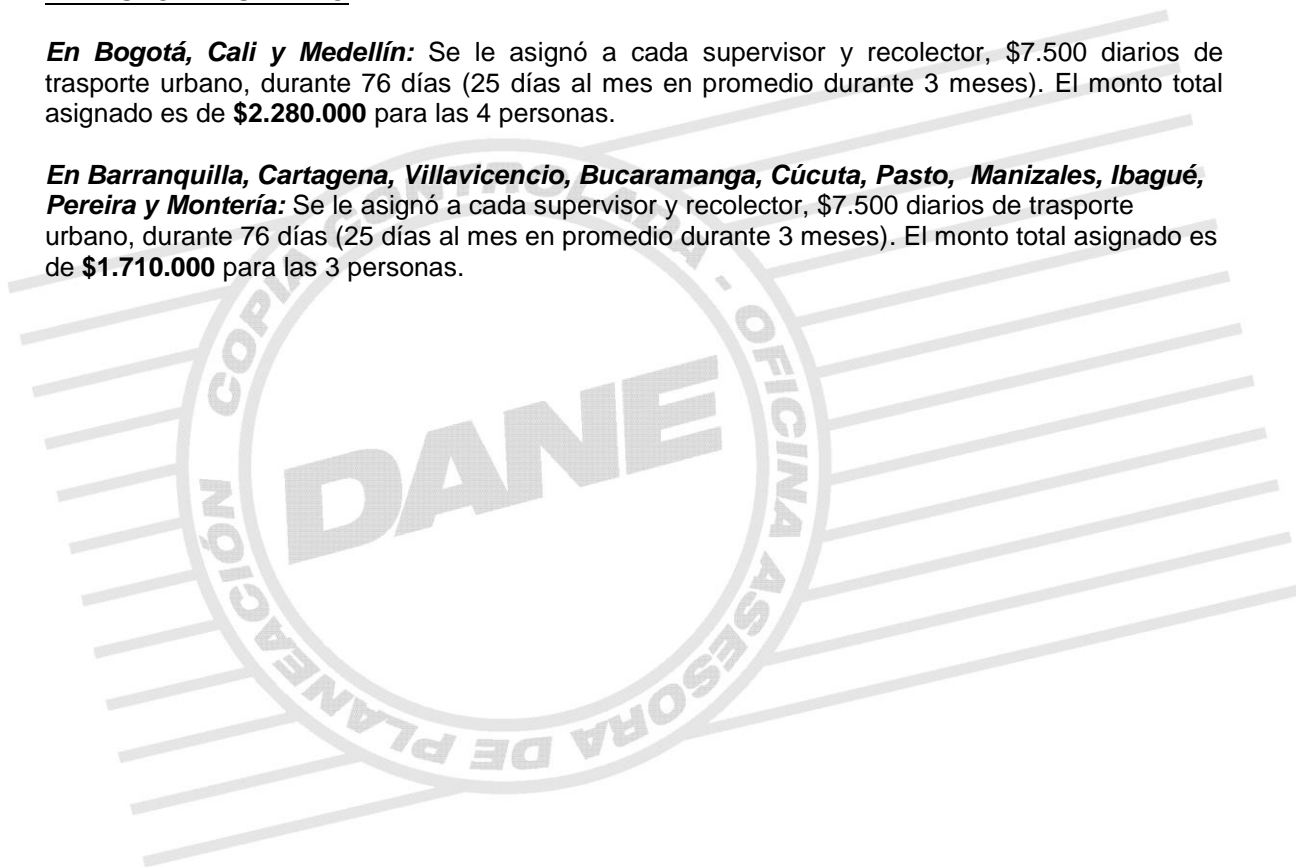 En Bogotá, Cali y Medellín: Se le asignó a cada supervisor y recolector, $7.500 diarios de
trasporte urbano, durante 76 días (25 días al mes en promedio durante 3 meses). El monto total
asignado es de $2.280.000 para las 4 personas.
En Barranquilla, Cartagena, Villavicencio, Bucaramanga, Cúcuta, Pasto, Manizales, Ibagué,
Pereira y Montería: Se le asignó a cada supervisor y recolector, $7.500 diarios de trasporte
urbano, durante 76 días (25 días al mes en promedio durante 3 meses). El monto total asignado es
de $1.710.000 para las 3 personas.
COPIA CONTROLADA - OFICINA ASESORA DE PLANEACIÓN
DANE